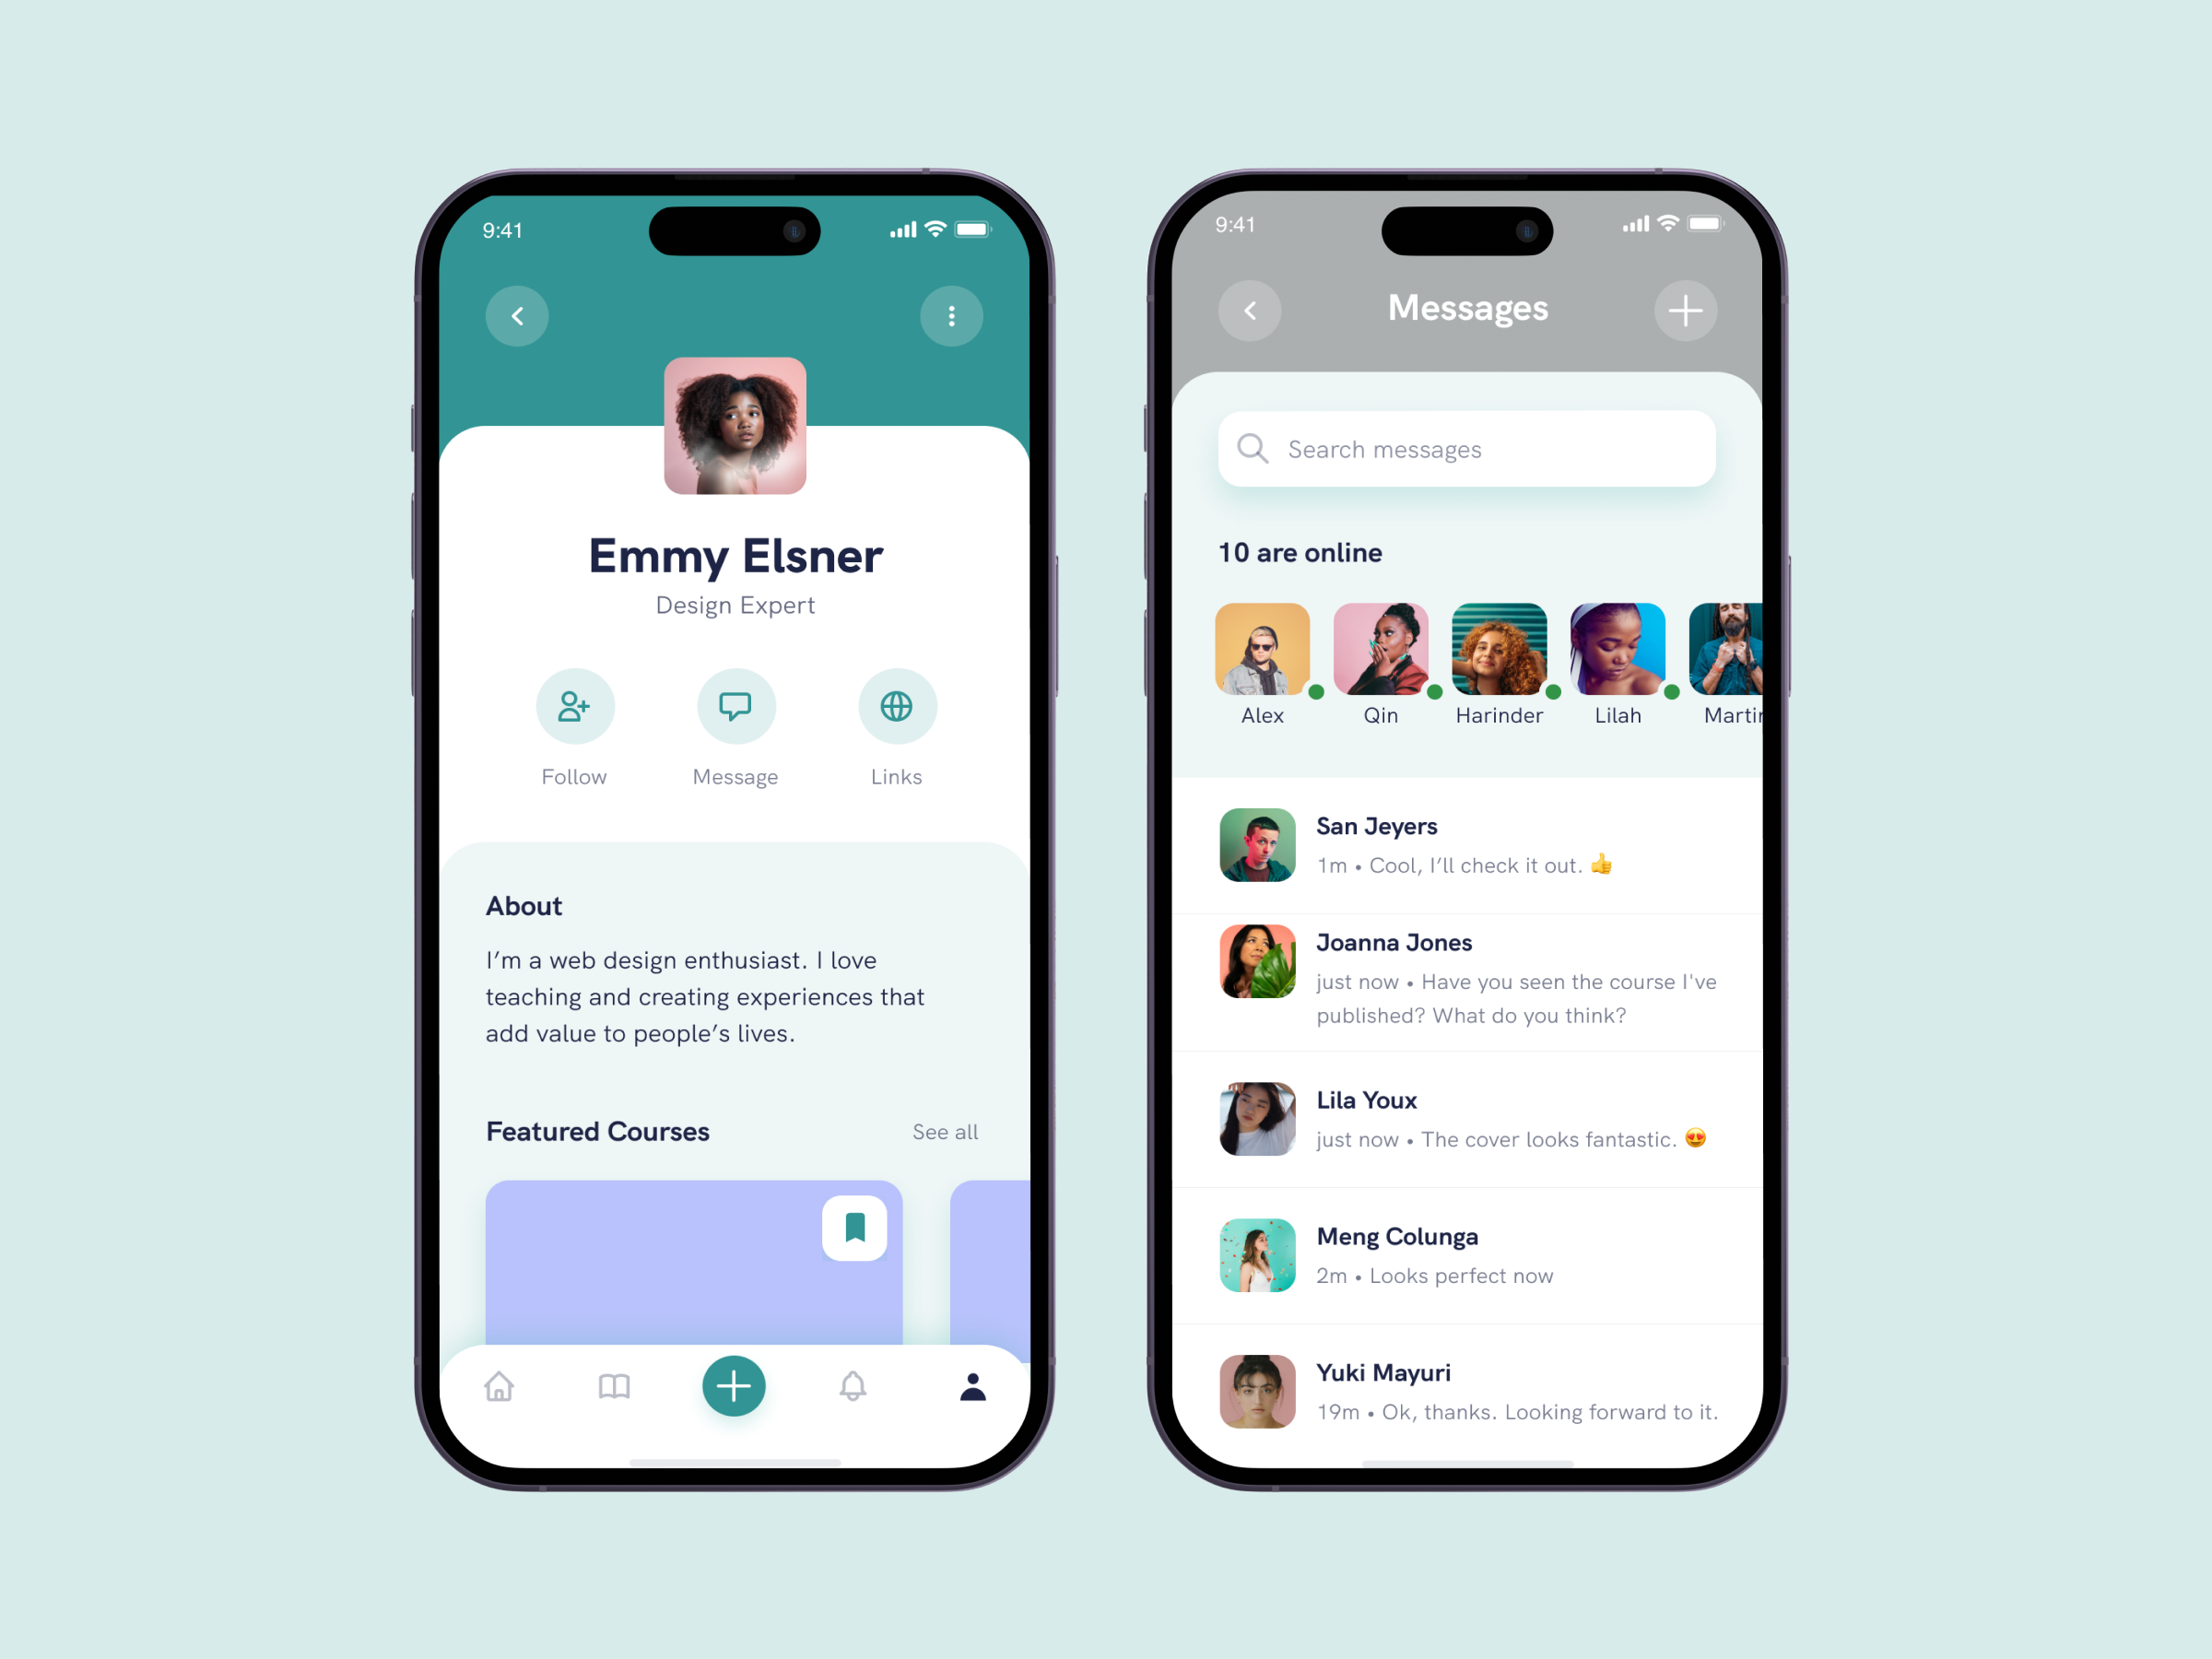 9:41
Emmy Elsner
Design Expert
Follow
Message
Links
About
I’m a web design enthusiast. I love
teaching and creating experiences that
add value to people’s lives.
Featured Courses
See all
9:41
Messages
Search messages
10 are online
Alex
Qin
Harinder
Lilah
Martin
San Jeyers
1m • Cool, I’ll check it out. 👍
Joanna Jones
just now • Have you seen the course I've
published? What do you think?
Lila Youx
just now • The cover looks fantastic. 😍
Meng Colunga
2m • Looks perfect now
Yuki Mayuri
19m • Ok, thanks. Looking forward to it.